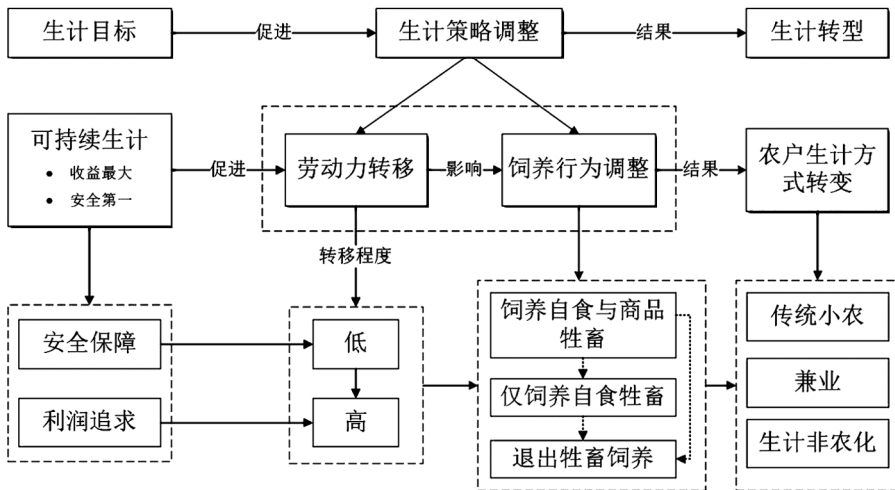 生计目标
促进
生计策略调整
结果
生计转型
可持续生计
• 收益最大
• 安全第一
促进
劳动力转移
影响
饲养行为调整
结果
农户生计方
式转变
转移程度
安全保障
利润追求
低
高
饲养自食与商品
牲畜
仅饲养自食牲畜
退出牲畜饲养
传统小农
兼业
生计非农化